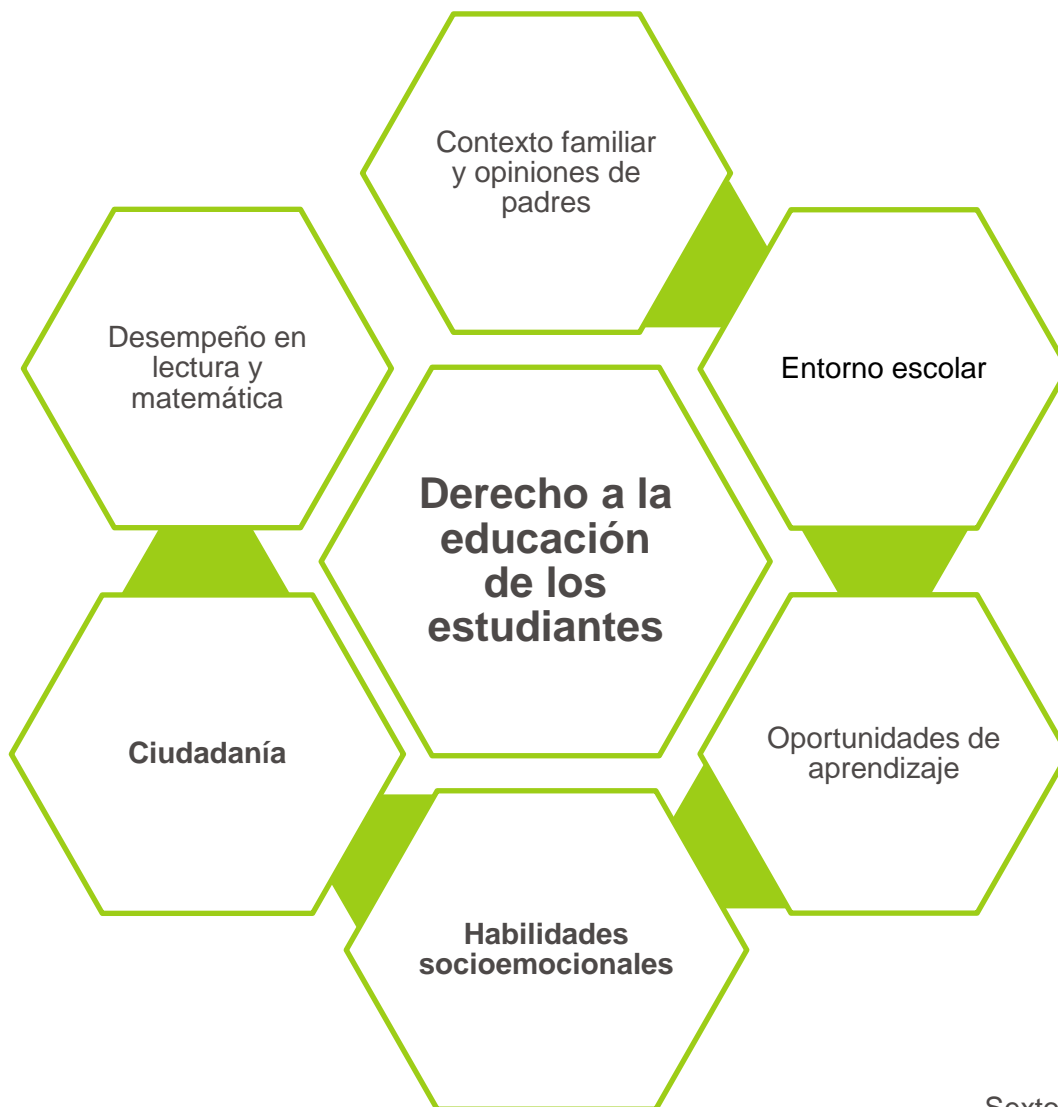 Contexto familiar
y opiniones de
padres
Desempeño en
lectura y
matemática
Entorno escolar
Derecho a la
educación
de los
estudiantes
Ciudadanía
Oportunidades de
aprendizaje
Habilidades
socioemocionales
Sexto